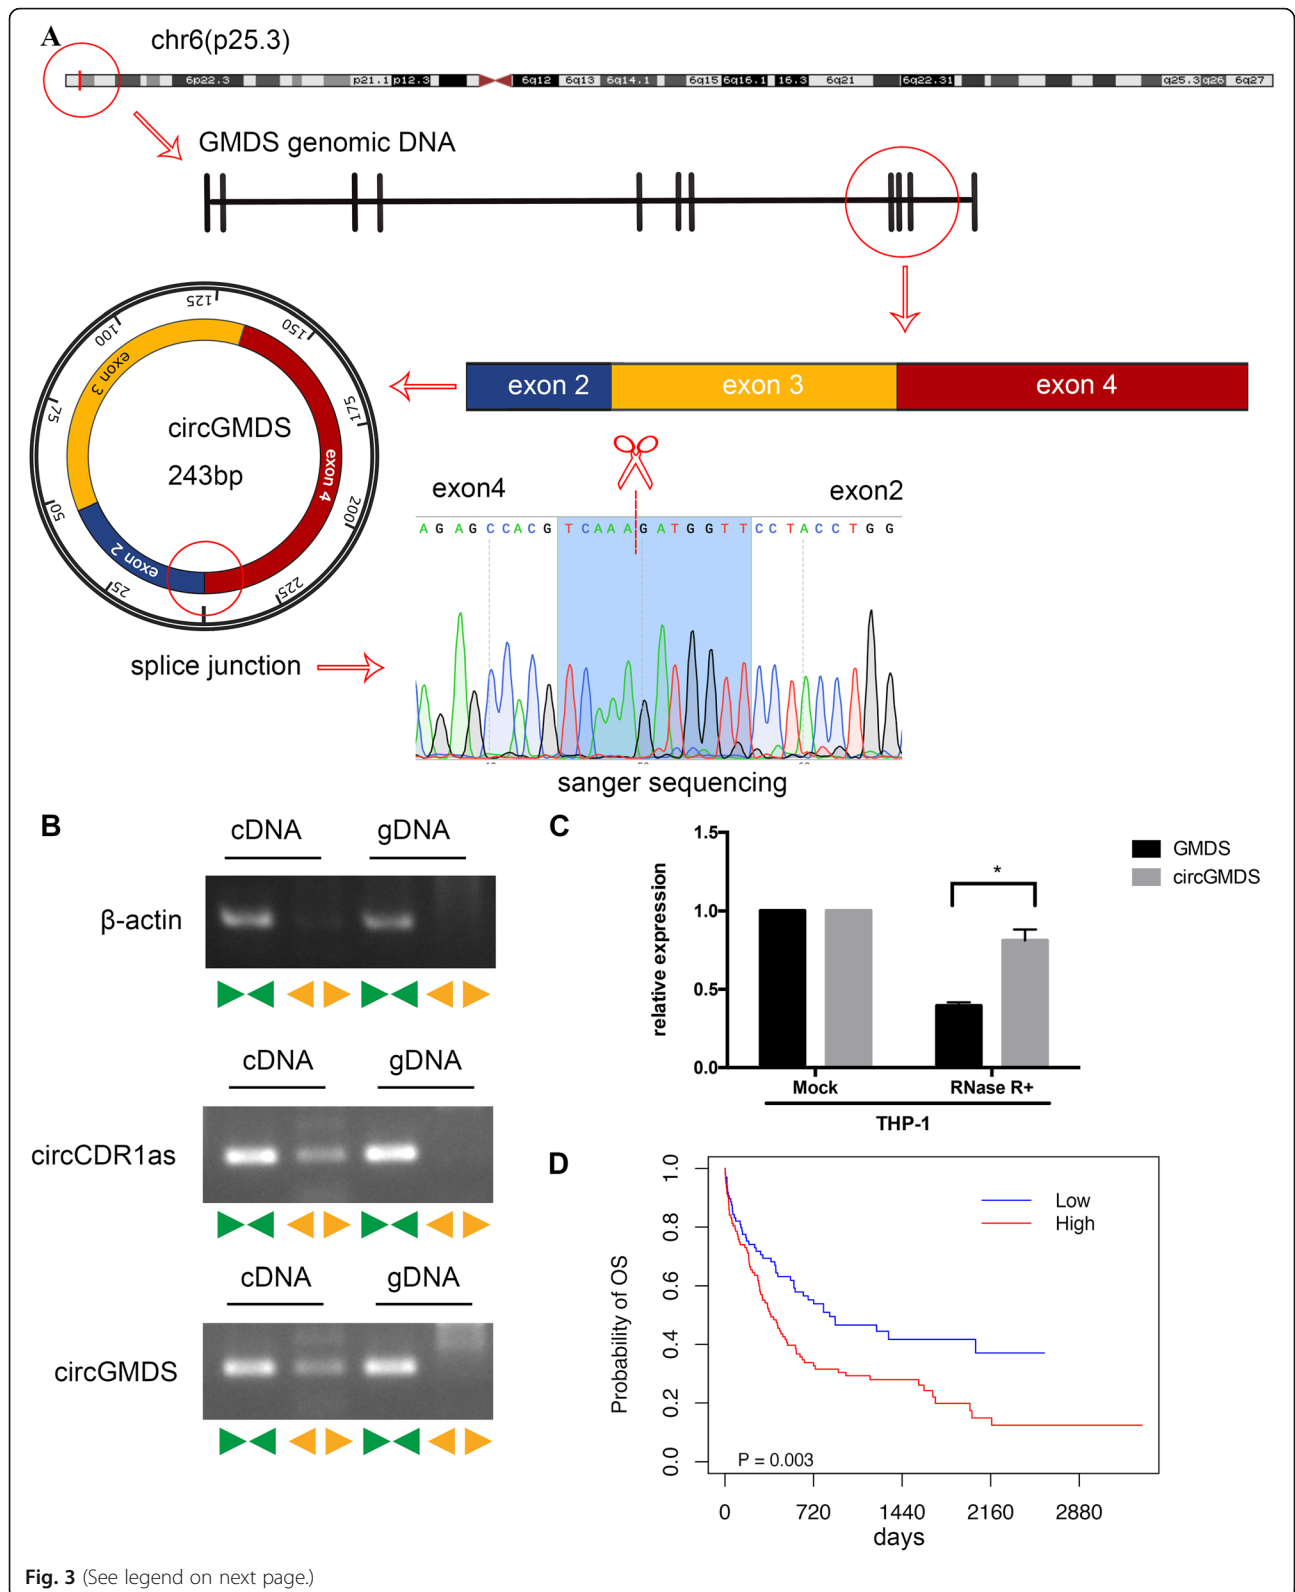 A
chr6(p25.3)
6p22.3 p21.1 p12.3 6q12 6q13 6q14.1 6q15 6q16.1 16.3 6q21 6q22.31 q25.3 q26 6q27
GMDS genomic DNA
exon 2 exon 3 exon 4
125
150
175
200
225
25
50
75
100
exon 3
exon 4
exon 2
circGMDS
243bp
splice junction
exon4
exon2
A G A G C C A C G T C A A A G A T G G T T C C T A C C T G G
sanger sequencing
B
cDNA gDNA
β-actin
cDNA gDNA
circCDR1as
cDNA gDNA
circGMDS
C
relative expression
1.5
1.0
0.5
0.0
*
GMDS
circGMDS
Mock RNase R+
THP-1
D
Probability of OS
1.0
0.8
0.6
0.4
0.2
0.0
Low
High
P = 0.003
0 720 1440 2160 2880
days
Fig. 3 (See legend on next page.)